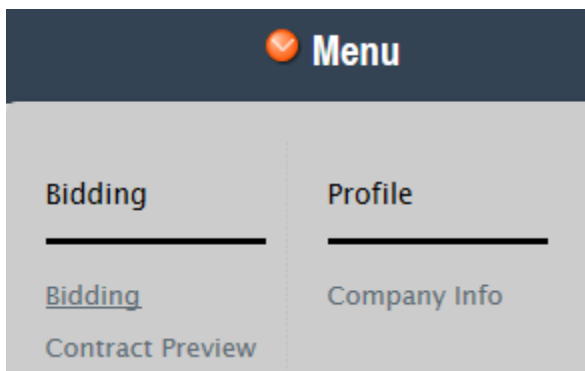 Menu
Bidding
Profile
Bidding
Company Info
Contract Preview